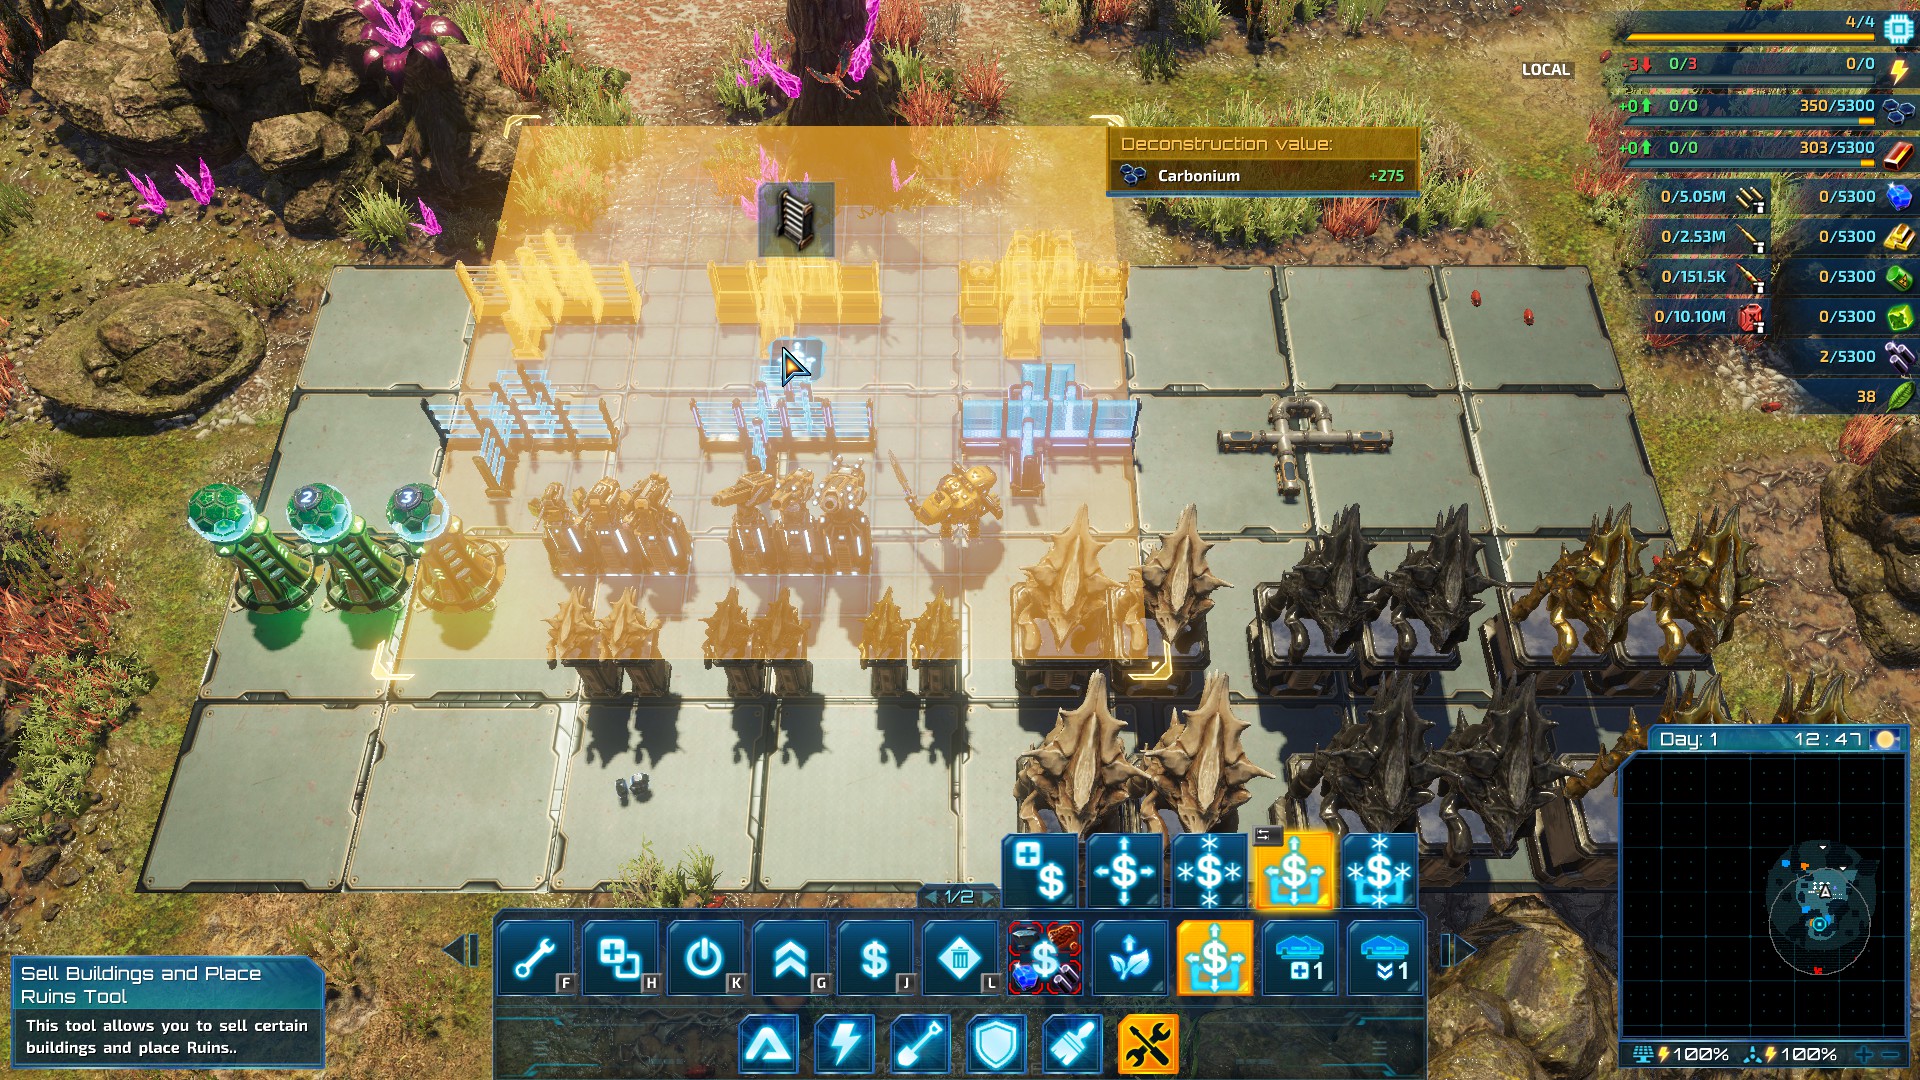 4/4
-3 0/3 0/0
LOCAL
+0 0/0 350/5300
+0 0/0 303/5300
Deconstruction value:
Carbonium +275
0/5.05M 0/5300
0/2.53M 0/5300
0/151.5K 0/5300
0/10.10M 0/5300
2/5300
38
2
3
Day: 1 12:47
1/2
$ $ $ $ $
F H K G $ J L $ $ 1 1
Sell Buildings and Place
Ruins Tool
This tool allows you to sell certain
buildings and place Ruins..
100% 100%